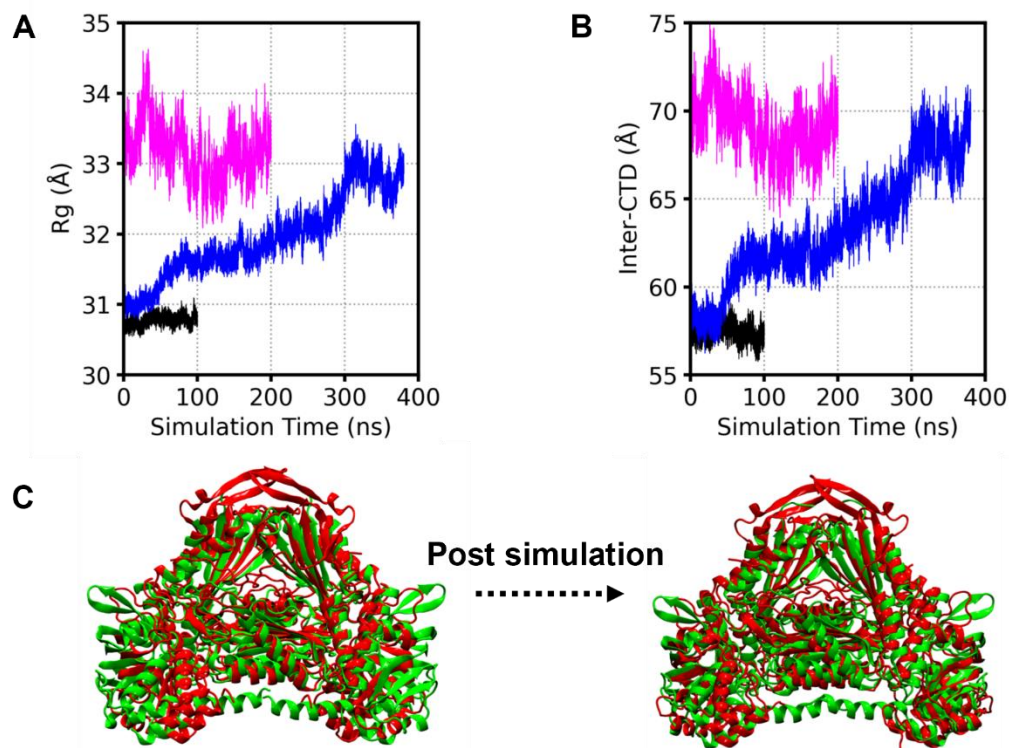 A
35
34
33
32
31
30
Rg (Å)
0 100 200 300 400
Simulation Time (ns)
B
75
70
65
60
55
Inter-CTD (Å)
0 100 200 300 400
Simulation Time (ns)
C
Post simulation